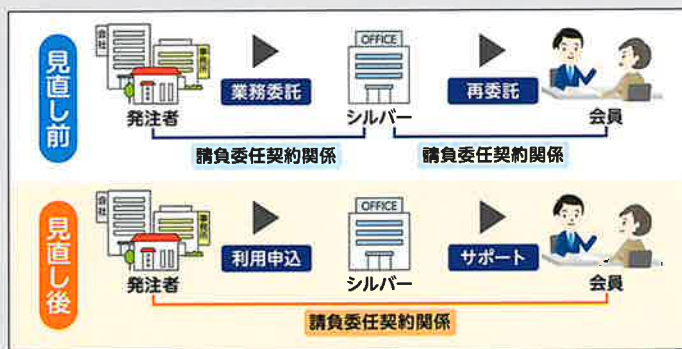 見直し前
会社
事務所
OFFICE
業務委託
再委託
発注者
シルバー
会員
請負委任契約関係
請負委任契約関係
見直し後
会社
事務所
OFFICE
利用申込
サポート
発注者
シルバー
会員
請負委任契約関係